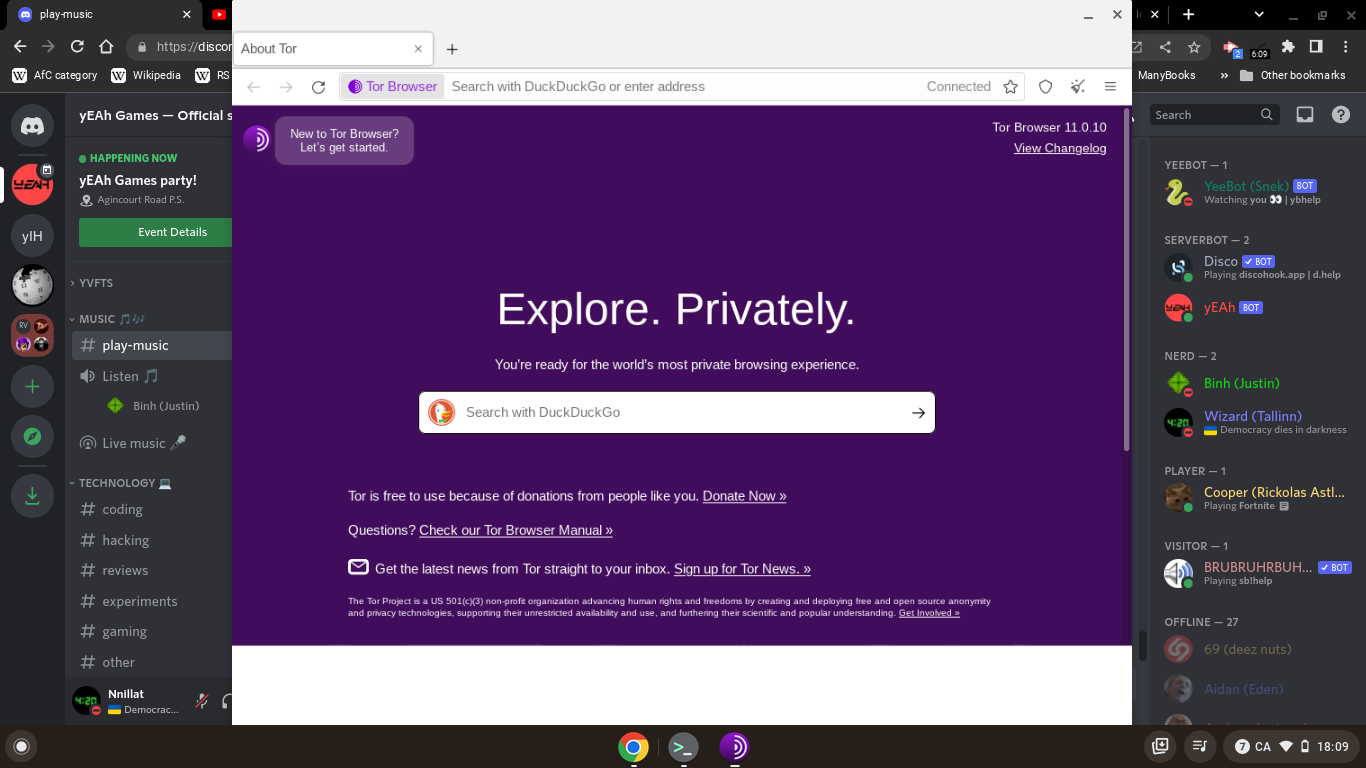 play-music
https://discor
AfC category
Wikipedia
RS
About Tor
Tor Browser
Search with DuckDuckGo or enter address
Connected
2
6:09
ManyBooks
»
Other bookmarks
yEAh Games — Official s
Search
HAPPENING NOW
yEAh Games party!
Agincourt Road P.S.
Event Details
YEAH
yIH
RV
YVFTS
MUSIC 🎵🎶
play-music
Listen 🎵
Binh (Justin)
Live music 🎤
TECHNOLOGY 💻
coding
hacking
reviews
experiments
gaming
other
4:20
Nnillat
Democrac...
New to Tor Browser?
Let's get started.
Tor Browser 11.0.10
View Changelog
Explore. Privately.
You're ready for the world's most private browsing experience.
Search with DuckDuckGo
Tor is free to use because of donations from people like you. Donate Now »
Questions? Check our Tor Browser Manual »
Get the latest news from Tor straight to your inbox. Sign up for Tor News. »
The Tor Project is a US 501(c)(3) non-profit organization advancing human rights and freedoms by creating and deploying free and open source anonymity
and privacy technologies, supporting their unrestricted availability and use, and furthering their scientific and popular understanding. Get Involved »
YEEBOT — 1
YeeBot (Snek) BOT
Watching you 👀 | ybhelp
SERVERBOT — 2
Disco ✔ BOT
Playing discohook.app | d.help
YEAH
yEAh BOT
NERD — 2
Binh (Justin)
4:20
Wizard (Tallinn)
Democracy dies in darkness
PLAYER — 1
Cooper (Rickolas Astl...
Playing Fortnite
VISITOR — 1
BRUBRUHRBUH... ✔ BOT
Playing sb!help
OFFLINE — 27
69 (deez nuts)
Aidan (Eden)
7
CA
18:09